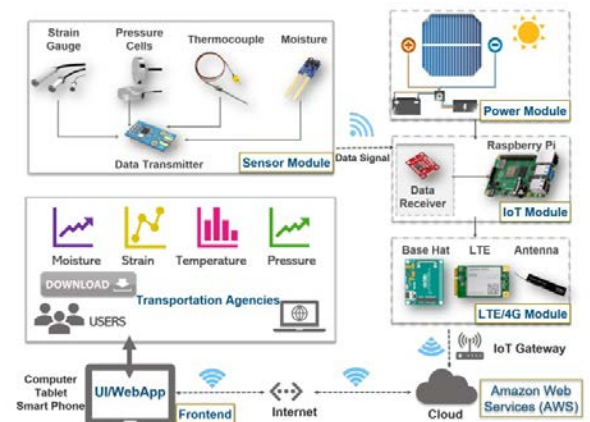 Strain
Gauge
Pressure
Cells
Thermocouple
Moisture
Data Transmitter
Sensor Module
Data Signal
Power Module
Raspberry Pi
Data
Receiver
IoT Module
Base Hat
LTE
Antenna
LTE/4G Module
IoT Gateway
Moisture
Strain
Temperature
Pressure
DOWNLOAD
Transportation Agencies
USERS
Computer
Tablet
Smart Phone
UI/WebApp
Frontend
Internet
Cloud
Amazon Web
Services (AWS)